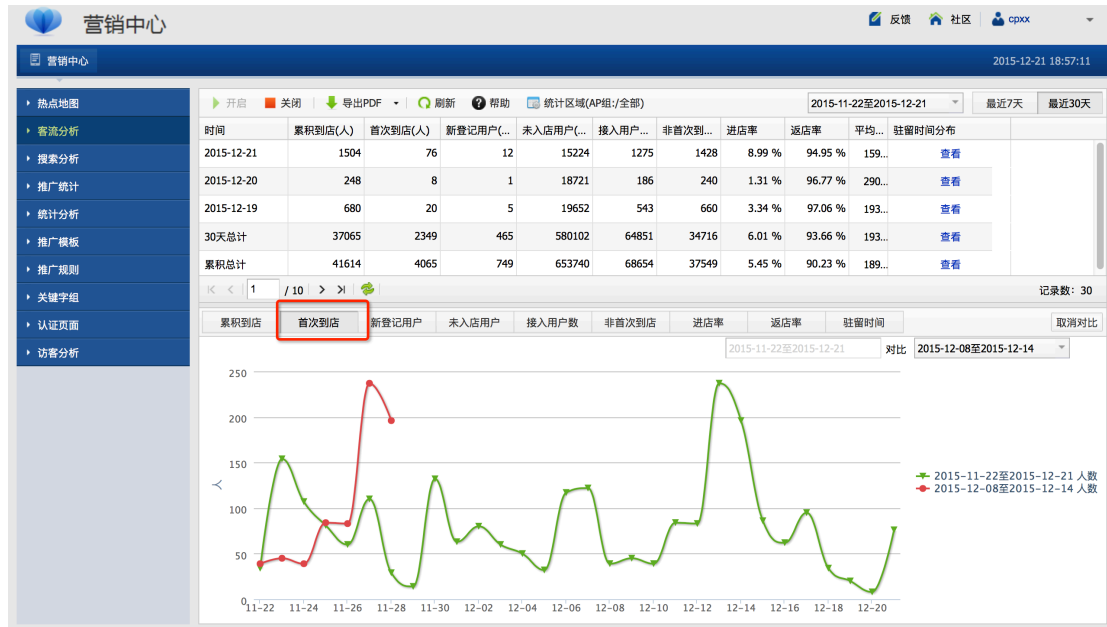 营销中心
反馈 社区 cpxx
营销中心 2015-12-21 18:57:11
热点地图
客流分析
搜索分析
推广统计
统计分析
推广模板
推广规则
关键字组
认证页面
访客分析
开启 关闭 导出PDF 刷新 帮助 统计区域(AP组:/全部) 2015-11-22至2015-12-21 最近7天 最近30天
时间 累积到店(人) 首次到店(人) 新登记用户(... 未入店用户(... 接入用户... 非首次到... 进店率 返店率 平均... 驻留时间分布
2015-12-21 1504 76 12 15224 1275 1428 8.99 % 94.95 % 159... 查看
2015-12-20 248 8 1 18721 186 240 1.31 % 96.77 % 290... 查看
2015-12-19 680 20 5 19652 543 660 3.34 % 97.06 % 193... 查看
30天总计 37065 2349 465 580102 64851 34716 6.01 % 93.66 % 193... 查看
累积总计 41614 4065 749 653740 68654 37549 5.45 % 90.23 % 189... 查看
1 / 10 记录数: 30
累积到店 首次到店 新登记用户 未入店用户 接入用户数 非首次到店 进店率 返店率 驻留时间 取消对比
2015-11-22至2015-12-21 对比 2015-12-08至2015-12-14
250
200
150
100
50
0
人
11-22 11-24 11-26 11-28 11-30 12-02 12-04 12-06 12-08 12-10 12-12 12-14 12-16 12-18 12-20
2015-11-22至2015-12-21 人数
2015-12-08至2015-12-14 人数